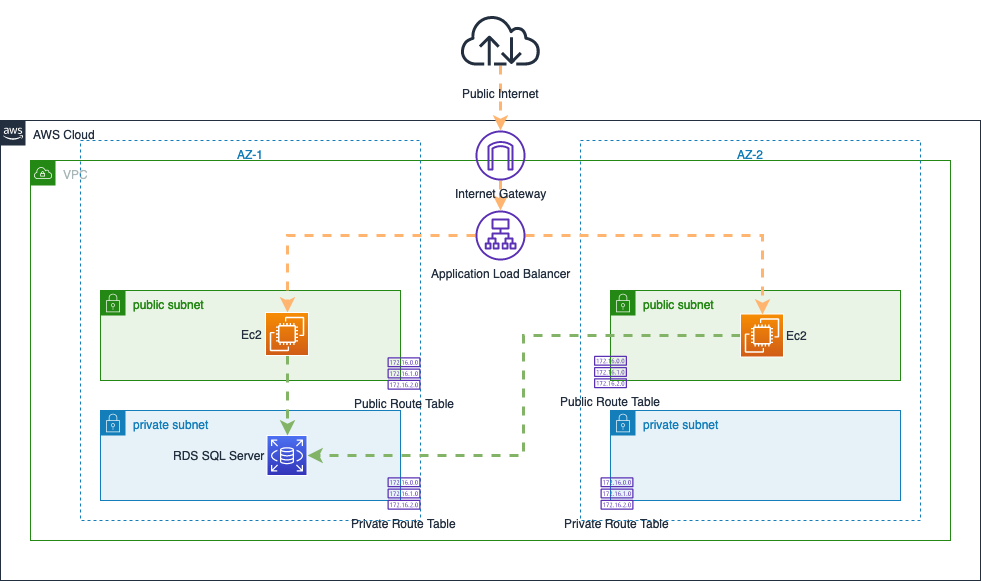 Public Internet
aws
AWS Cloud
AZ-1
AZ-2
VPC
Internet Gateway
Application Load Balancer
public subnet
public subnet
Ec2
Ec2
172.16.0.0
172.16.1.0
172.16.2.0
172.16.0.0
172.16.1.0
172.16.2.0
Public Route Table
Public Route Table
private subnet
private subnet
RDS SQL Server
172.16.0.0
172.16.1.0
172.16.2.0
172.16.0.0
172.16.1.0
172.16.2.0
Private Route Table
Private Route Table